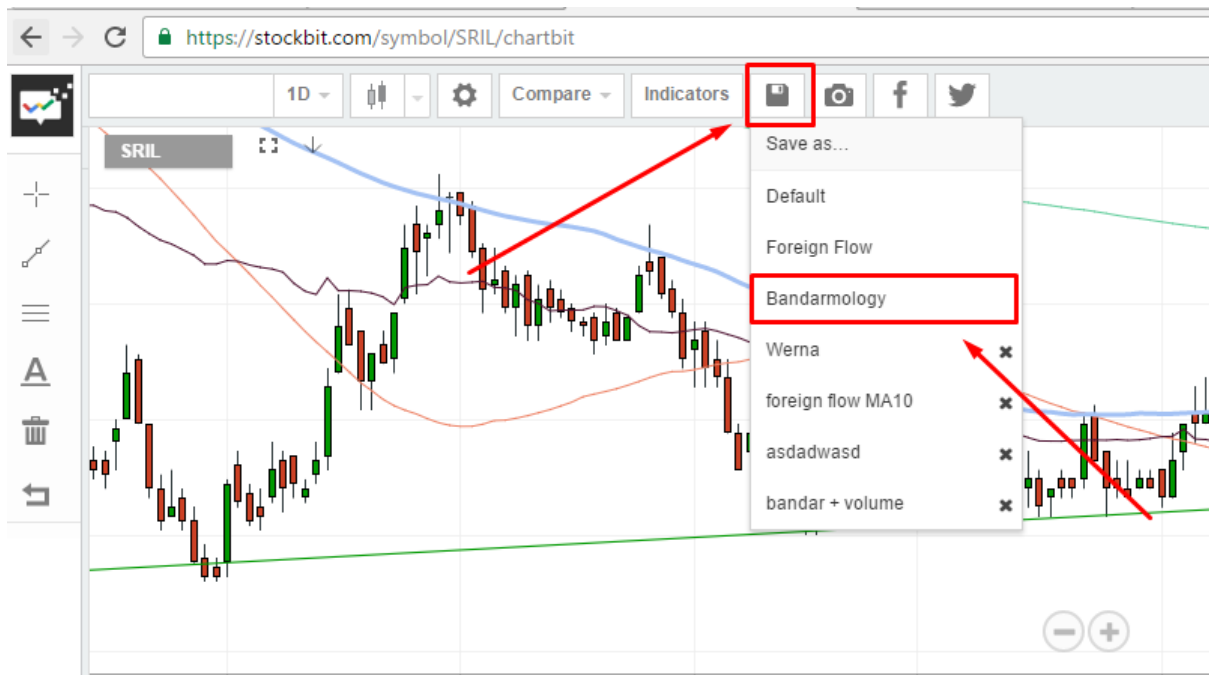 https://stockbit.com/symbol/SRIL/chartbit
1D
Compare
Indicators
SRIL
Save as...
Default
Foreign Flow
Bandarmology
Werna
foreign flow MA10
asdadwasd
bandar + volume